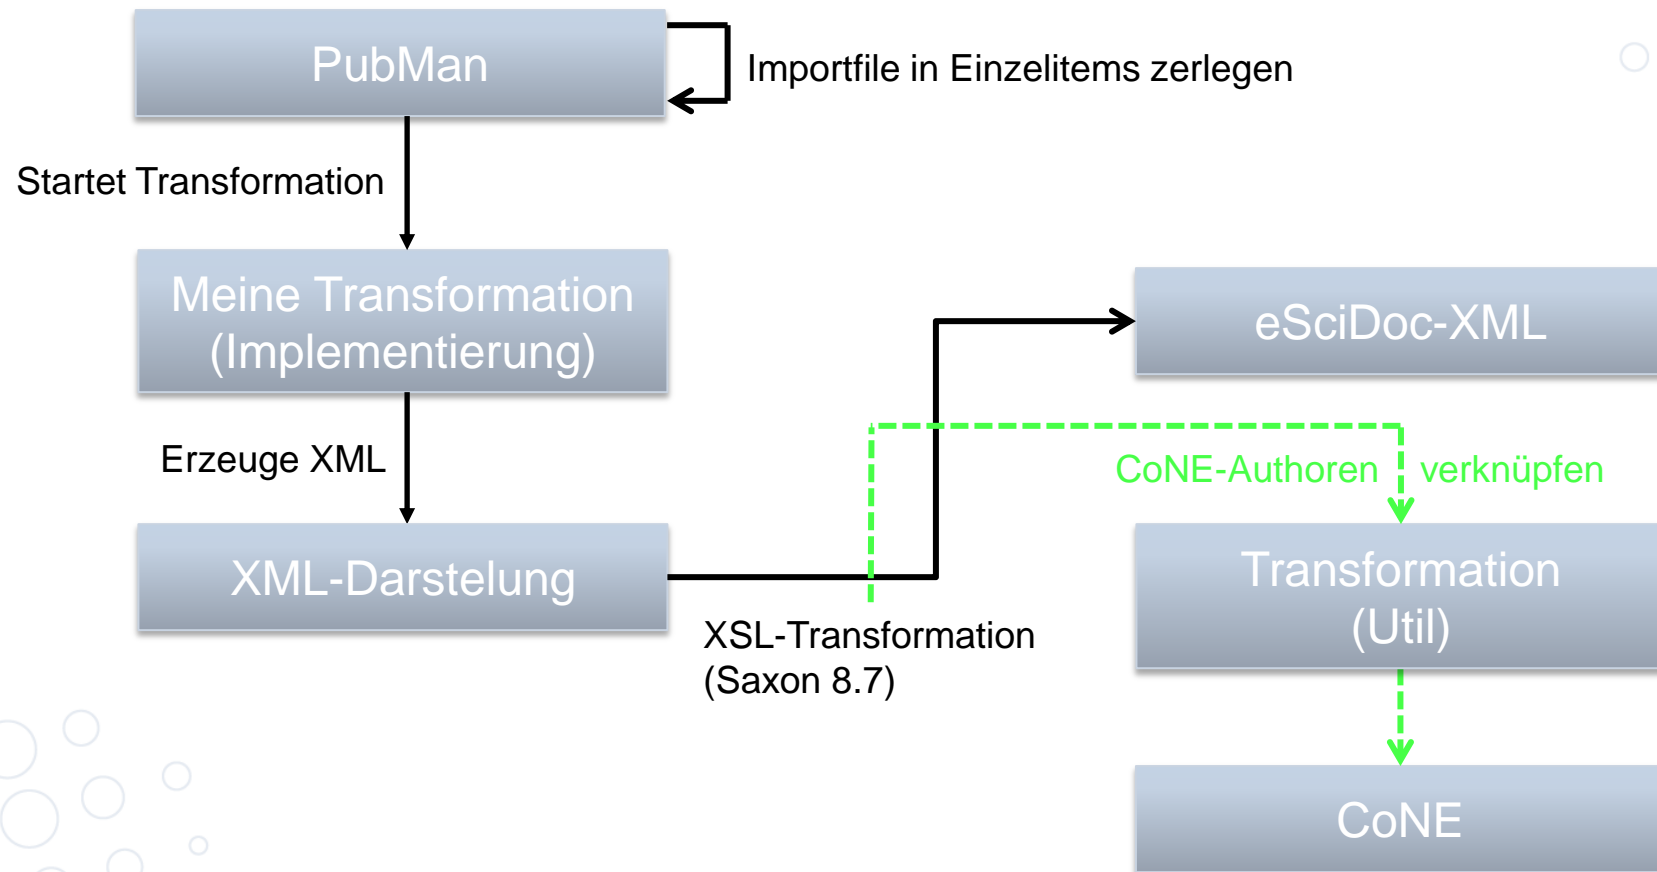 PubMan
Importfile in Einzelitems zerlegen
Startet Transformation
Meine Transformation
(Implementierung)
eSciDoc-XML
Erzeuge XML
CoNE-Authoren verknüpfen
XML-Darstelung
Transformation
(Util)
XSL-Transformation
(Saxon 8.7)
CoNE